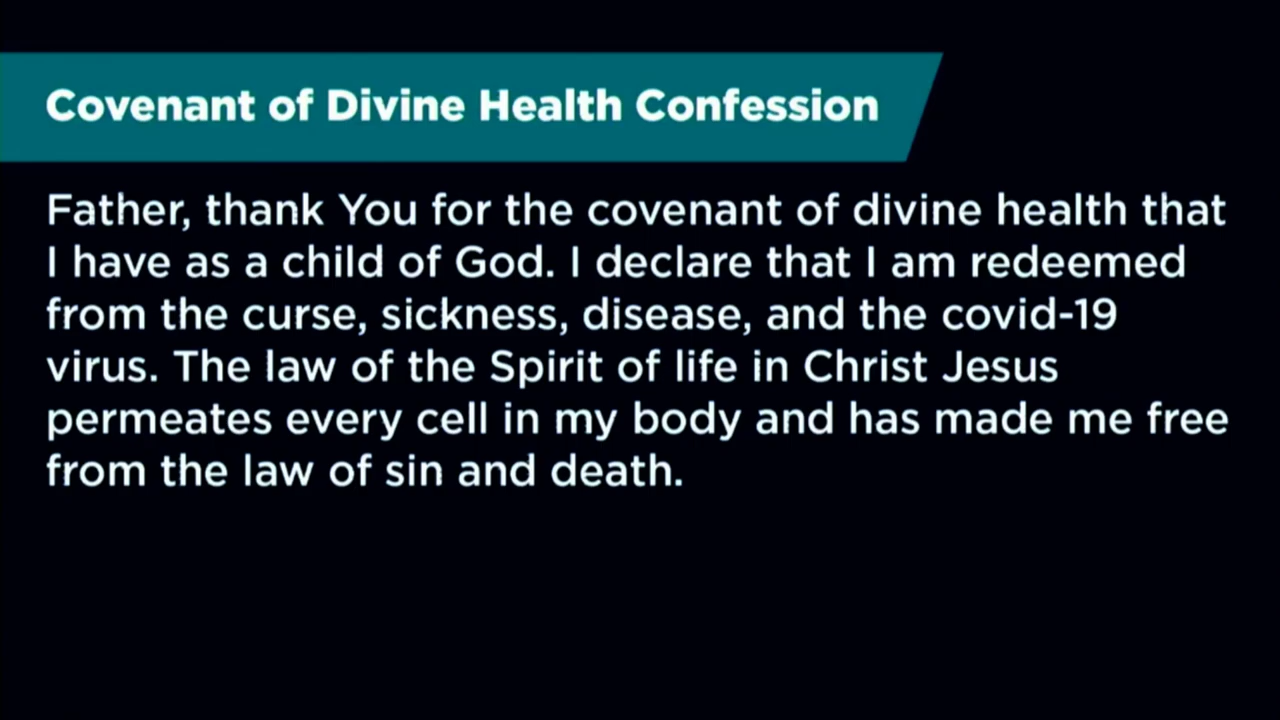 Covenant of Divine Health Confession
Father, thank You for the covenant of divine health that
I have as a child of God. I declare that I am redeemed
from the curse, sickness, disease, and the covid-19
virus. The law of the Spirit of life in Christ Jesus
permeates every cell in my body and has made me free
from the law of sin and death.